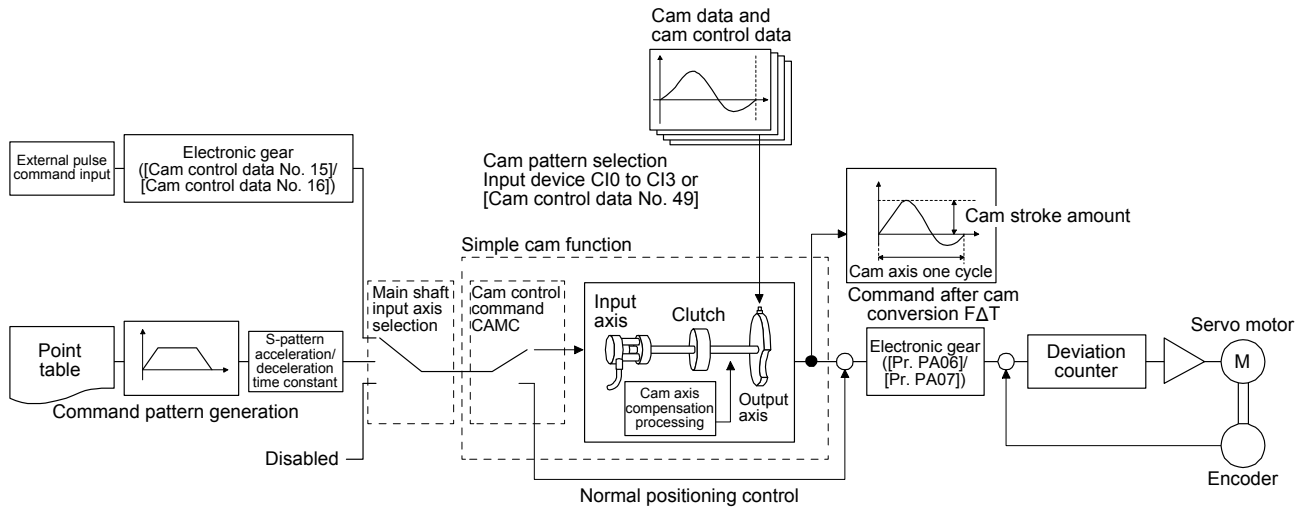 Cam data and
cam control data
External pulse
command input
Electronic gear
([Cam control data No. 15]/
[Cam control data No. 16])
Cam pattern selection
Input device CI0 to CI3 or
[Cam control data No. 49]
Cam stroke amount
Cam axis one cycle
Simple cam function
Main shaft
input axis
selection
Cam control
command
CAMC
Input
axis
Clutch
Cam axis
compensation
processing
Output
axis
Command after cam
conversion FΔT
Electronic gear
([Pr. PA06]/
[Pr. PA07])
Deviation
counter
Servo motor
M
Encoder
Point
table
S-pattern
acceleration/
deceleration
time constant
Command pattern generation
Disabled
Normal positioning control